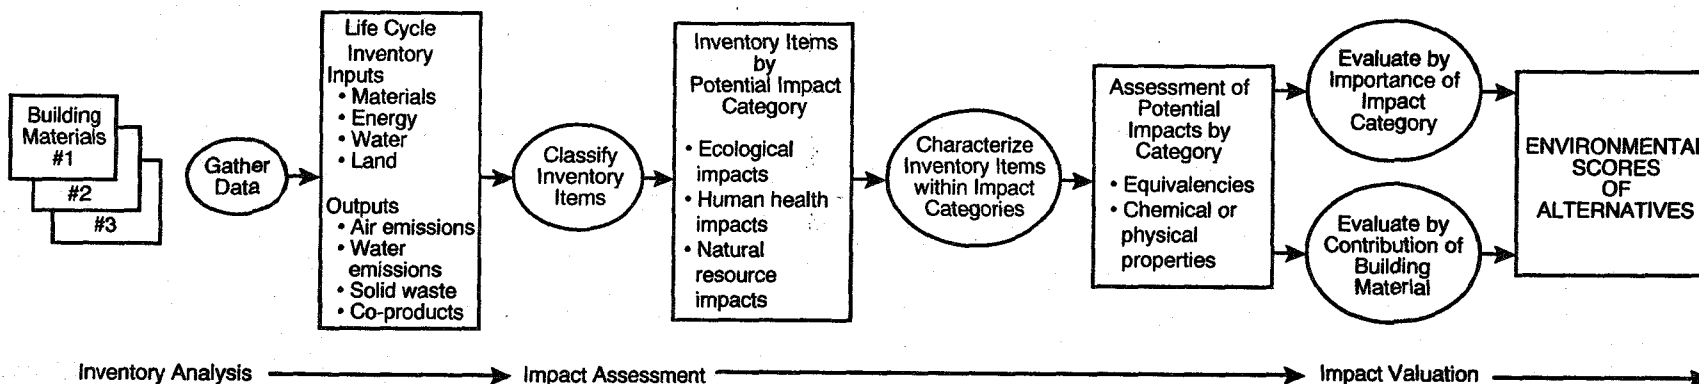 Building
Materials
#1
#2
#3
Gather
Data
Life Cycle
Inventory
Inputs
• Materials
• Energy
• Water
• Land
Outputs
• Air emissions
• Water
emissions
• Solid waste
• Co-products
Classify
Inventory
Items
Inventory Items
by
Potential Impact
Category
• Ecological
impacts
• Human health
impacts
• Natural
resource
impacts
Characterize
Inventory Items
within Impact
Categories
Assessment of
Potential
Impacts by
Category
• Equivalencies
• Chemical or
physical
properties
Evaluate by
Importance of
Impact
Category
Evaluate by
Contribution of
Building
Material
ENVIRONMENTAL
SCORES
OF
ALTERNATIVES
Inventory Analysis
Impact Assessment
Impact Valuation